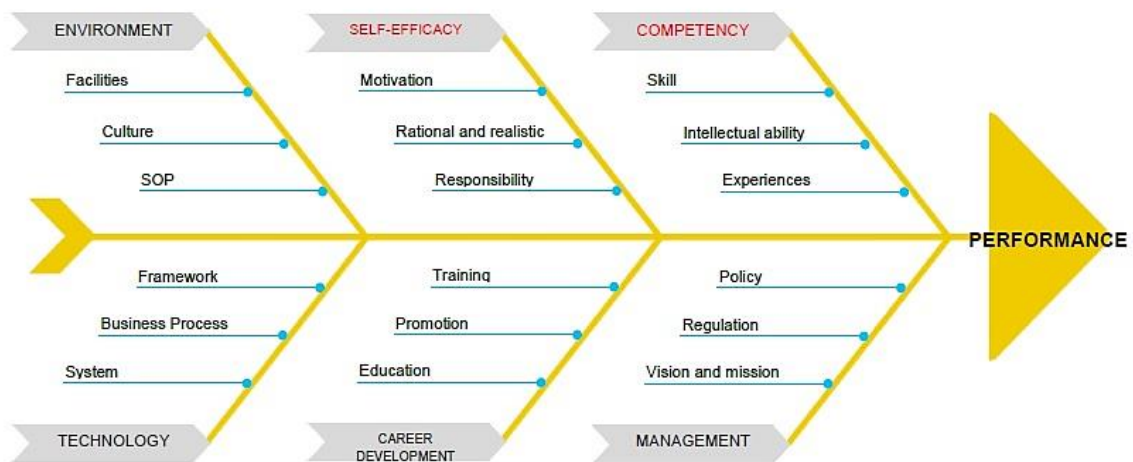 ENVIRONMENT
SELF-EFFICACY
COMPETENCY
Facilities
Motivation
Skill
Culture
Rational and realistic
Intellectual ability
SOP
Responsibility
Experiences
PERFORMANCE
Framework
Training
Policy
Business Process
Promotion
Regulation
System
Education
Vision and mission
TECHNOLOGY
CAREER
DEVELOPMENT
MANAGEMENT